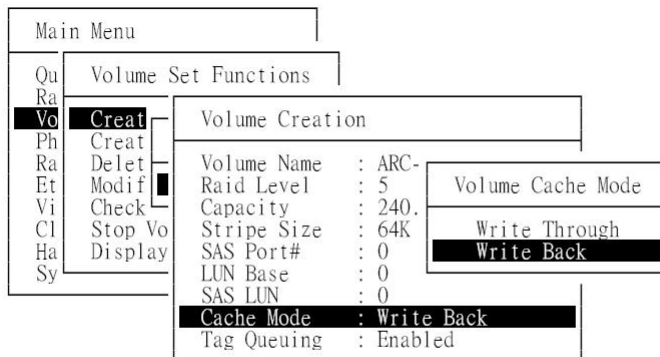 Main Menu
Qu
Ra
Vo
Ph
Ra
Et
Vi
Cl
Ha
Sy
Volume Set Functions
Creat
Creat
Delet
Modif
Check
Stop Vo
Display
Volume Creation
Volume Name : ARC-
Raid Level : 5
Capacity : 240.
Stripe Size : 64K
SAS Port# : 0
LUN Base : 0
SAS LUN : 0
Cache Mode : Write Back
Tag Queuing : Enabled
Volume Cache Mode
Write Through
Write Back